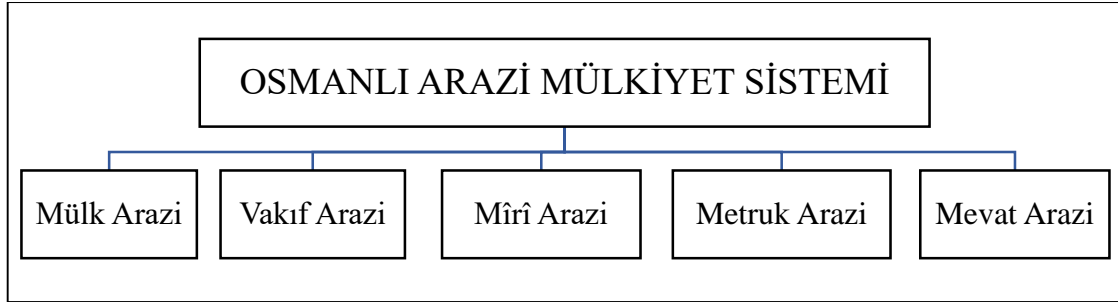 OSMANLI ARAZİ MÜLKİYET SİSTEMİ
Mülk Arazi
Vakıf Arazi
Mîrî Arazi
Metruk Arazi
Mevat Arazi